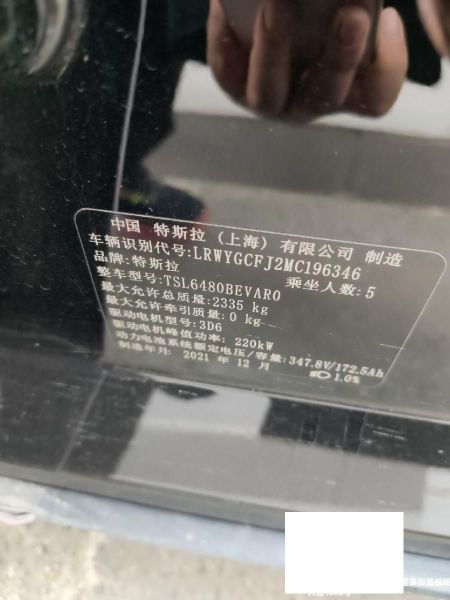 中国 特斯拉（上海）有限公司 制造
车辆识别代号:LRWYGCFJ2MC196346
品牌:特斯拉 乘坐人数:5
整车型号:TSL6480BEVAR0
最大允许总质量:2335 kg
最大允许牵引质量:0 kg
驱动电机型号:3D6
驱动电机峰值功率: 220kW
动力电池系统额定电压/容量:347.8V/172.5Ah
制造年月: 2021 年 12 月 1.0%